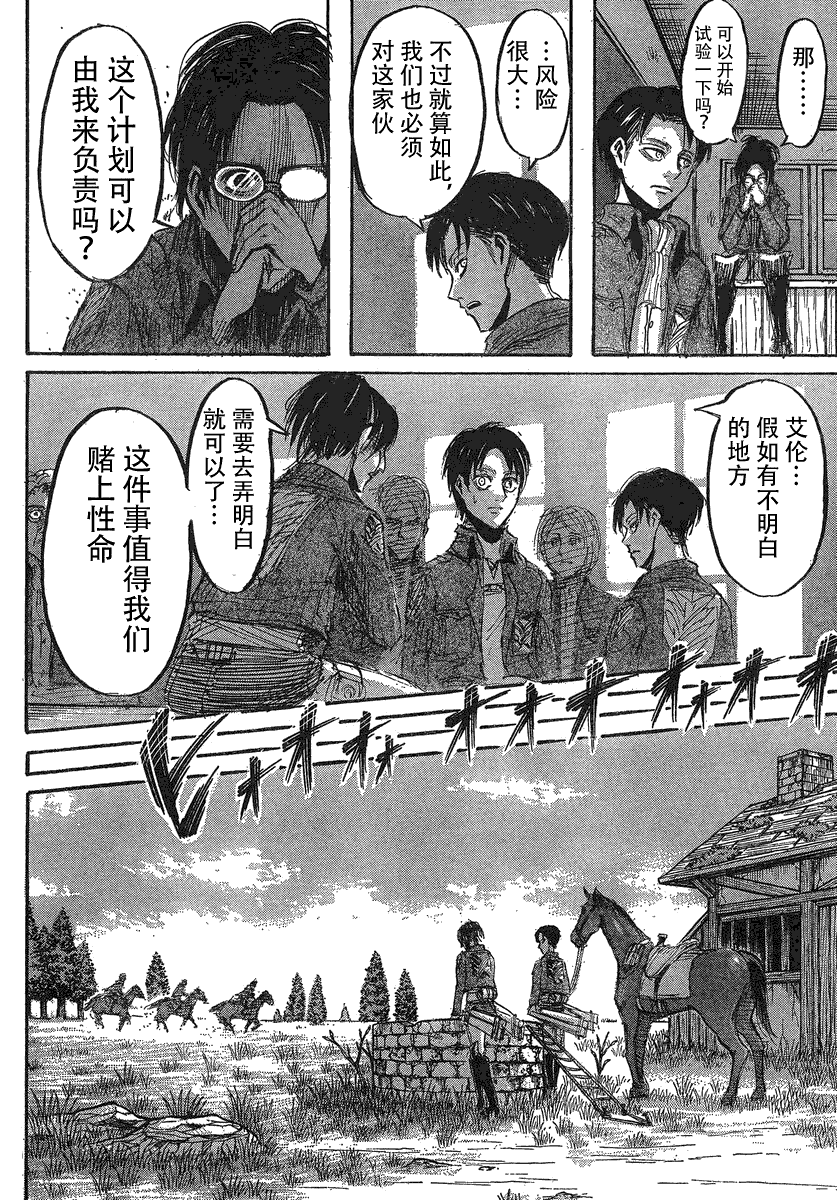 那……
可以开始
试验一下吗？
…风险
很大…
不过就算如此，
我们也必须
对这家伙
这个计划可以
由我来负责吗？
艾伦…
假如有不明白
的地方
需要去弄明白
就可以了…
这件事值得我们
赌上性命
ビォォォォォォォォ